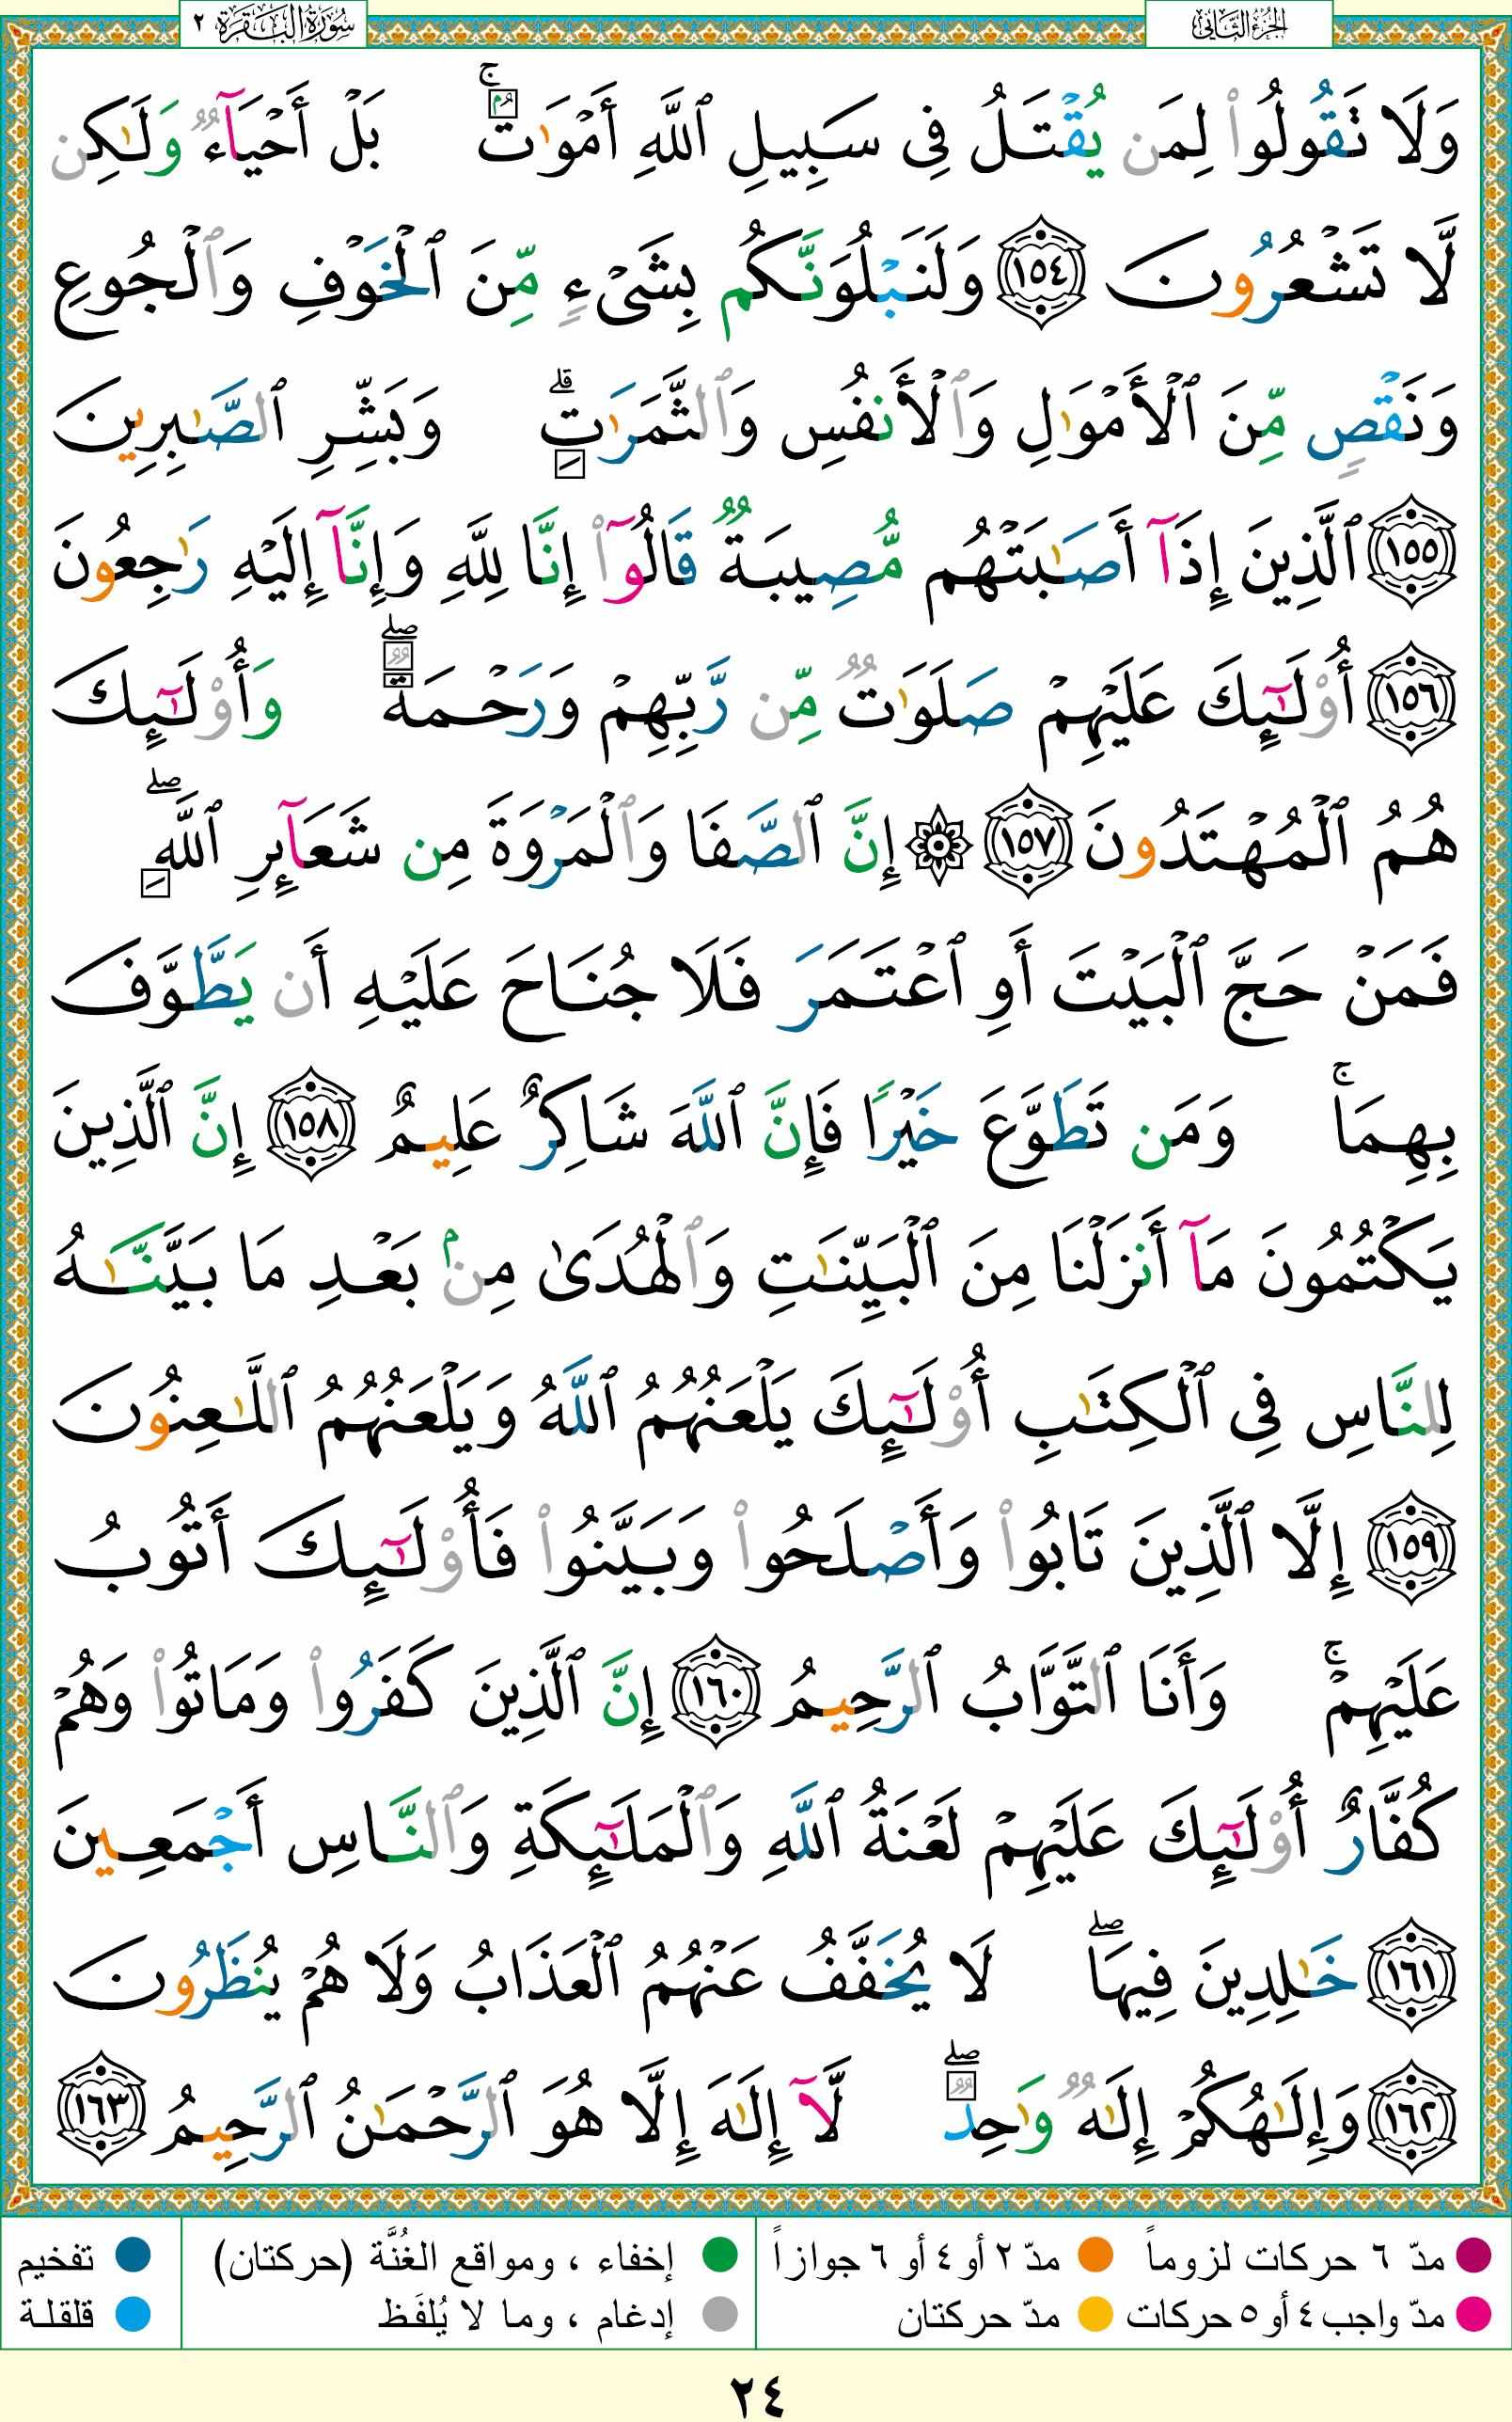 الجزء الثاني
سورة البقرة ٢
وَلَا تَقُولُوا۟ لِمَن يُقْتَلُ فِى سَبِيلِ ٱللَّهِ أَمْوَٰتٌۢ ۚ بَلْ أَحْيَآءٌ وَلَـٰكِن
لَّا تَشْعُرُونَ ١٥٤ وَلَنَبْلُوَنَّكُم بِشَىْءٍ مِّنَ ٱلْخَوْفِ وَٱلْجُوعِ
وَنَقْصٍ مِّنَ ٱلْأَمْوَٰلِ وَٱلْأَنفُسِ وَٱلثَّمَرَٰتِ ۗ وَبَشِّرِ ٱلصَّـٰبِرِينَ
١٥٥ ٱلَّذِينَ إِذَآ أَصَـٰبَتْهُم مُّصِيبَةٌ قَالُوٓا۟ إِنَّا لِلَّهِ وَإِنَّآ إِلَيْهِ رَٰجِعُونَ
١٥٦ أُو۟لَـٰٓئِكَ عَلَيْهِمْ صَلَوَٰتٌ مِّن رَّبِّهِمْ وَرَحْمَةٌ ۖ وَأُو۟لَـٰٓئِكَ
هُمُ ٱلْمُهْتَدُونَ ١٥٧ ۞ إِنَّ ٱلصَّفَا وَٱلْمَرْوَةَ مِن شَعَآئِرِ ٱللَّهِ ۖ
فَمَنْ حَجَّ ٱلْبَيْتَ أَوِ ٱعْتَمَرَ فَلَا جُنَاحَ عَلَيْهِ أَن يَطَّوَّفَ
بِهِمَا ۚ وَمَن تَطَوَّعَ خَيْرًا فَإِنَّ ٱللَّهَ شَاكِرٌ عَلِيمٌ ١٥٨ إِنَّ ٱلَّذِينَ
يَكْتُمُونَ مَآ أَنزَلْنَا مِنَ ٱلْبَيِّنَـٰتِ وَٱلْهُدَىٰ مِنۢ بَعْدِ مَا بَيَّنَّـٰهُ
لِلنَّاسِ فِى ٱلْكِتَـٰبِ أُو۟لَـٰٓئِكَ يَلْعَنُهُمُ ٱللَّهُ وَيَلْعَنُهُمُ ٱللَّـٰعِنُونَ
١٥٩ إِلَّا ٱلَّذِينَ تَابُوا۟ وَأَصْلَحُوا۟ وَبَيَّنُوا۟ فَأُو۟لَـٰٓئِكَ أَتُوبُ
عَلَيْهِمْ ۚ وَأَنَا ٱلتَّوَّابُ ٱلرَّحِيمُ ١٦٠ إِنَّ ٱلَّذِينَ كَفَرُوا۟ وَمَاتُوا۟ وَهُمْ
كُفَّارٌ أُو۟لَـٰٓئِكَ عَلَيْهِمْ لَعْنَةُ ٱللَّهِ وَٱلْمَلَـٰٓئِكَةِ وَٱلنَّاسِ أَجْمَعِينَ
١٦١ خَـٰلِدِينَ فِيهَا ۖ لَا يُخَفَّفُ عَنْهُمُ ٱلْعَذَابُ وَلَا هُمْ يُنظَرُونَ
١٦٢ وَإِلَـٰهُكُمْ إِلَـٰهٌ وَٰحِدٌ ۖ لَّآ إِلَـٰهَ إِلَّا هُوَ ٱلرَّحْمَـٰنُ ٱلرَّحِيمُ ١٦٣
مدّ ٦ حركات لزوماً مدّ ٢ أو ٤ أو ٦ جوازاً إخفاء ، ومواقع الغُنَّة (حركتان) تفخيم
مدّ واجب ٤ أو ٥ حركات مدّ حركتان إدغام ، وما لا يُلفَظ قلقلة
٢٤